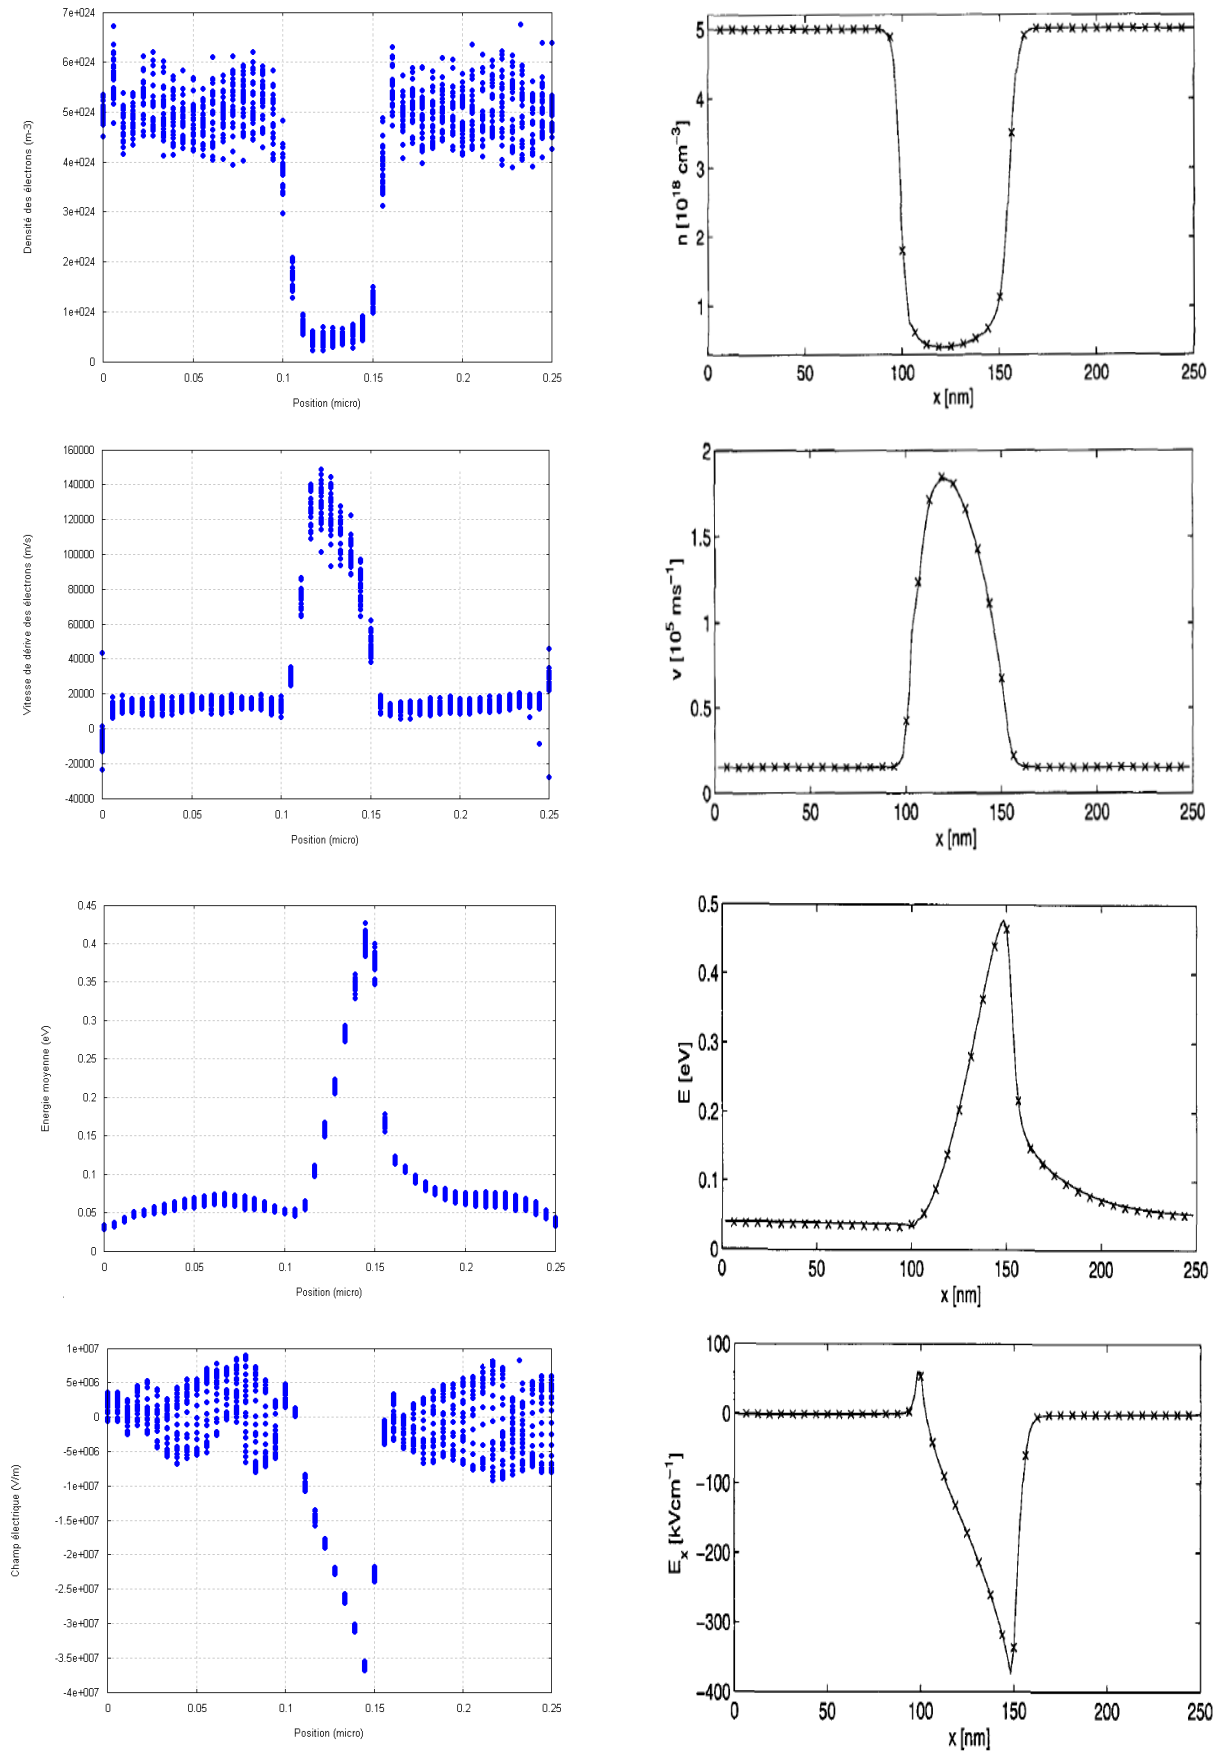 7e+024
6e+024
5e+024
4e+024
3e+024
2e+024
1e+024
0
Densité des électrons (m-3)
0 0.05 0.1 0.15 0.2 0.25
Position (micro)
5
4
3
2
1
n [10¹⁸ cm⁻³]
0 50 100 150 200 250
x [nm]
160000
140000
120000
100000
80000
60000
40000
20000
0
-20000
-40000
Vitesse de dérive des électrons (m/s)
0 0.05 0.1 0.15 0.2 0.25
Position (micro)
2
1.5
1
0.5
0
v [10⁵ ms⁻¹]
0 50 100 150 200 250
x [nm]
0.45
0.4
0.35
0.3
0.25
0.2
0.15
0.1
0.05
0
Energie moyenne (eV)
0 0.05 0.1 0.15 0.2 0.25
Position (micro)
0.5
0.4
0.3
0.2
0.1
0
E [eV]
0 50 100 150 200 250
x [nm]
1e+007
5e+006
0
-5e+006
-1e+007
-1.5e+007
-2e+007
-2.5e+007
-3e+007
-3.5e+007
-4e+007
Champ électrique (V/m)
0 0.05 0.1 0.15 0.2 0.25
Position (micro)
100
0
-100
-200
-300
-400
Eₓ [kVcm⁻¹]
0 50 100 150 200 250
x [nm]